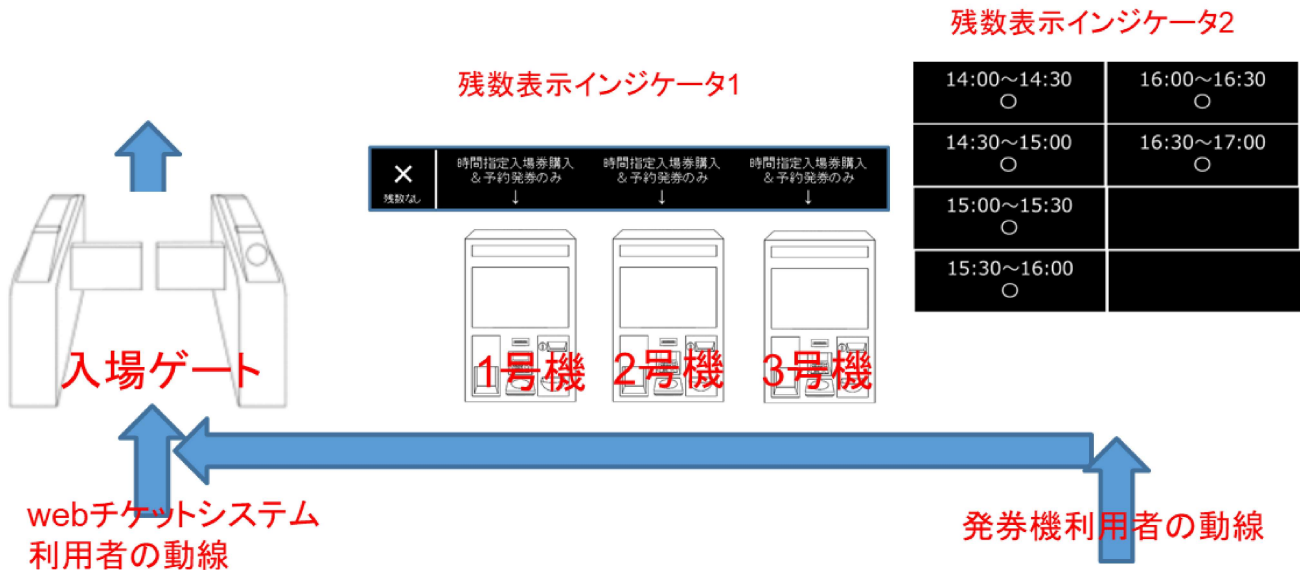 残数表示インジケータ2
残数表示インジケータ1
14:00～14:30
○
16:00～16:30
○
14:30～15:00
○
16:30～17:00
○
15:00～15:30
○
15:30～16:00
○
×
残数なし
時間指定入場券購入
&予約発券のみ
↓
時間指定入場券購入
&予約発券のみ
↓
時間指定入場券購入
&予約発券のみ
↓
入場ゲート
1号機
2号機
3号機
webチケットシステム
利用者の動線
発券機利用者の動線